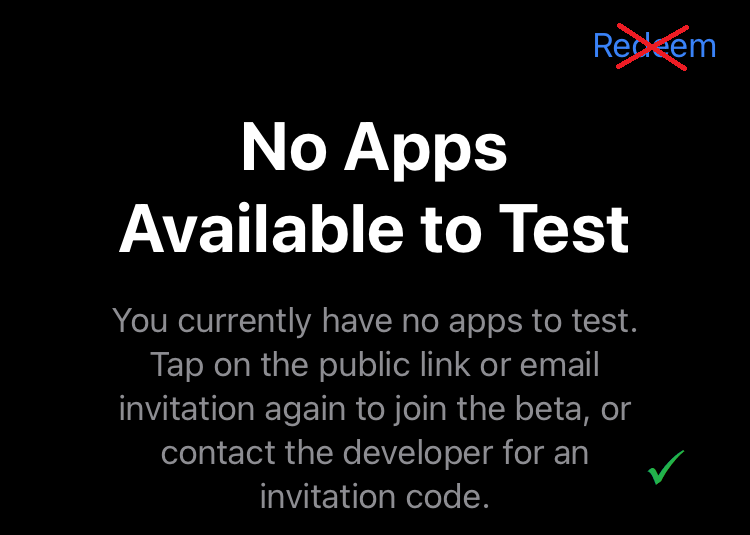 Redeem
No Apps
Available to Test
You currently have no apps to test.
Tap on the public link or email
invitation again to join the beta, or
contact the developer for an
invitation code.